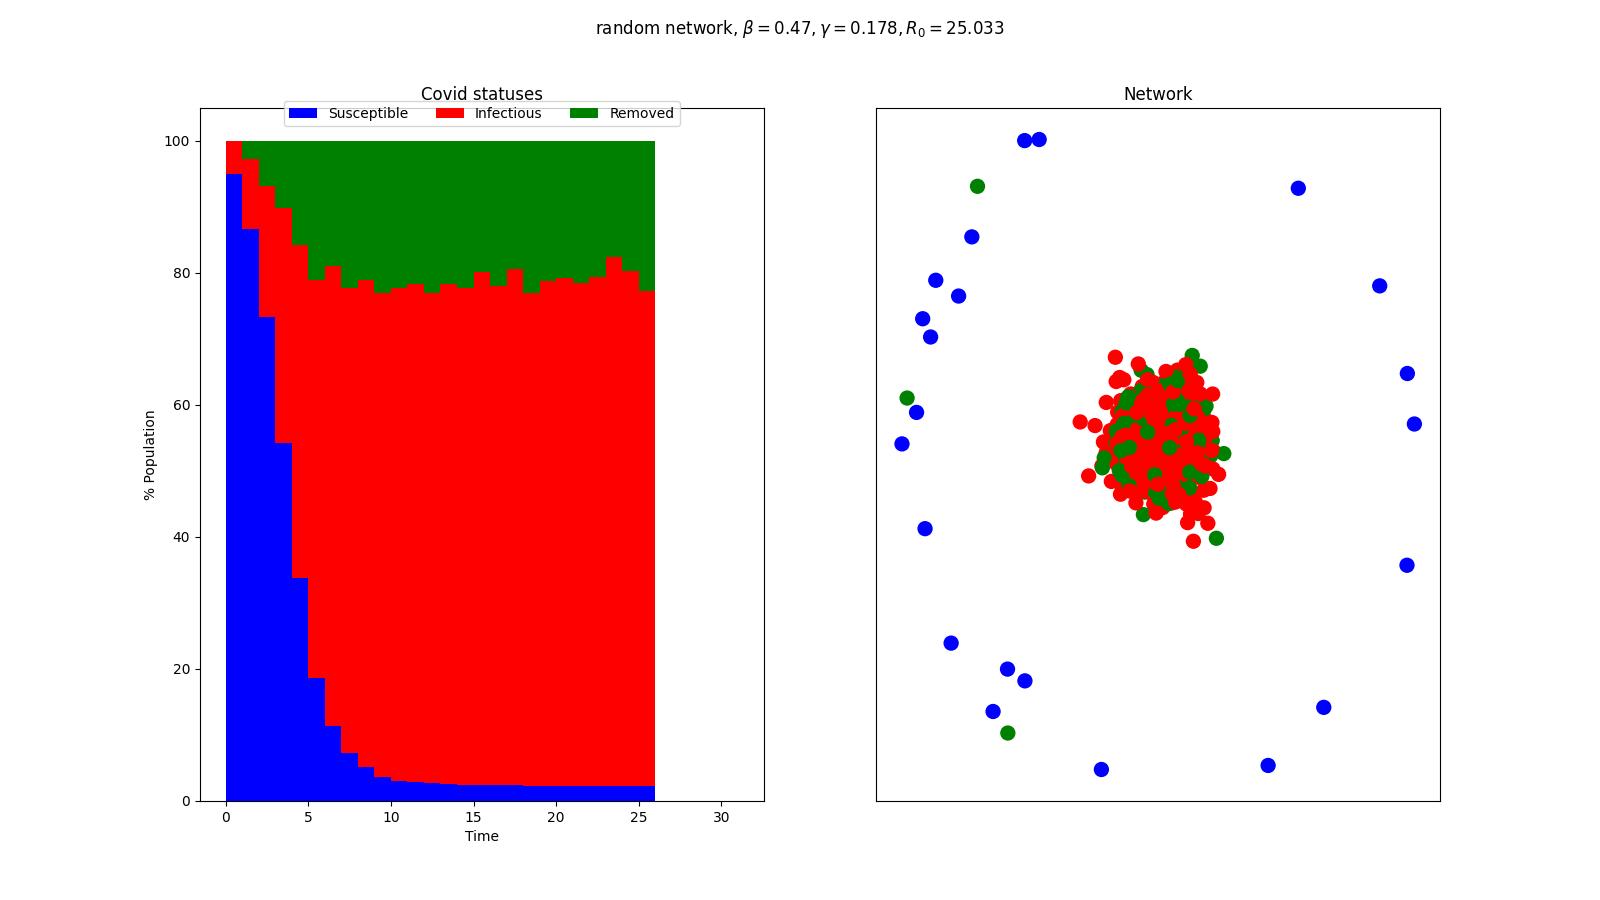 random network, β = 0.47, γ = 0.178, R₀ = 25.033
Covid statuses
Susceptible Infectious Removed
100
80
60
40
20
0
% Population
0 5 10 15 20 25 30
Time
Network